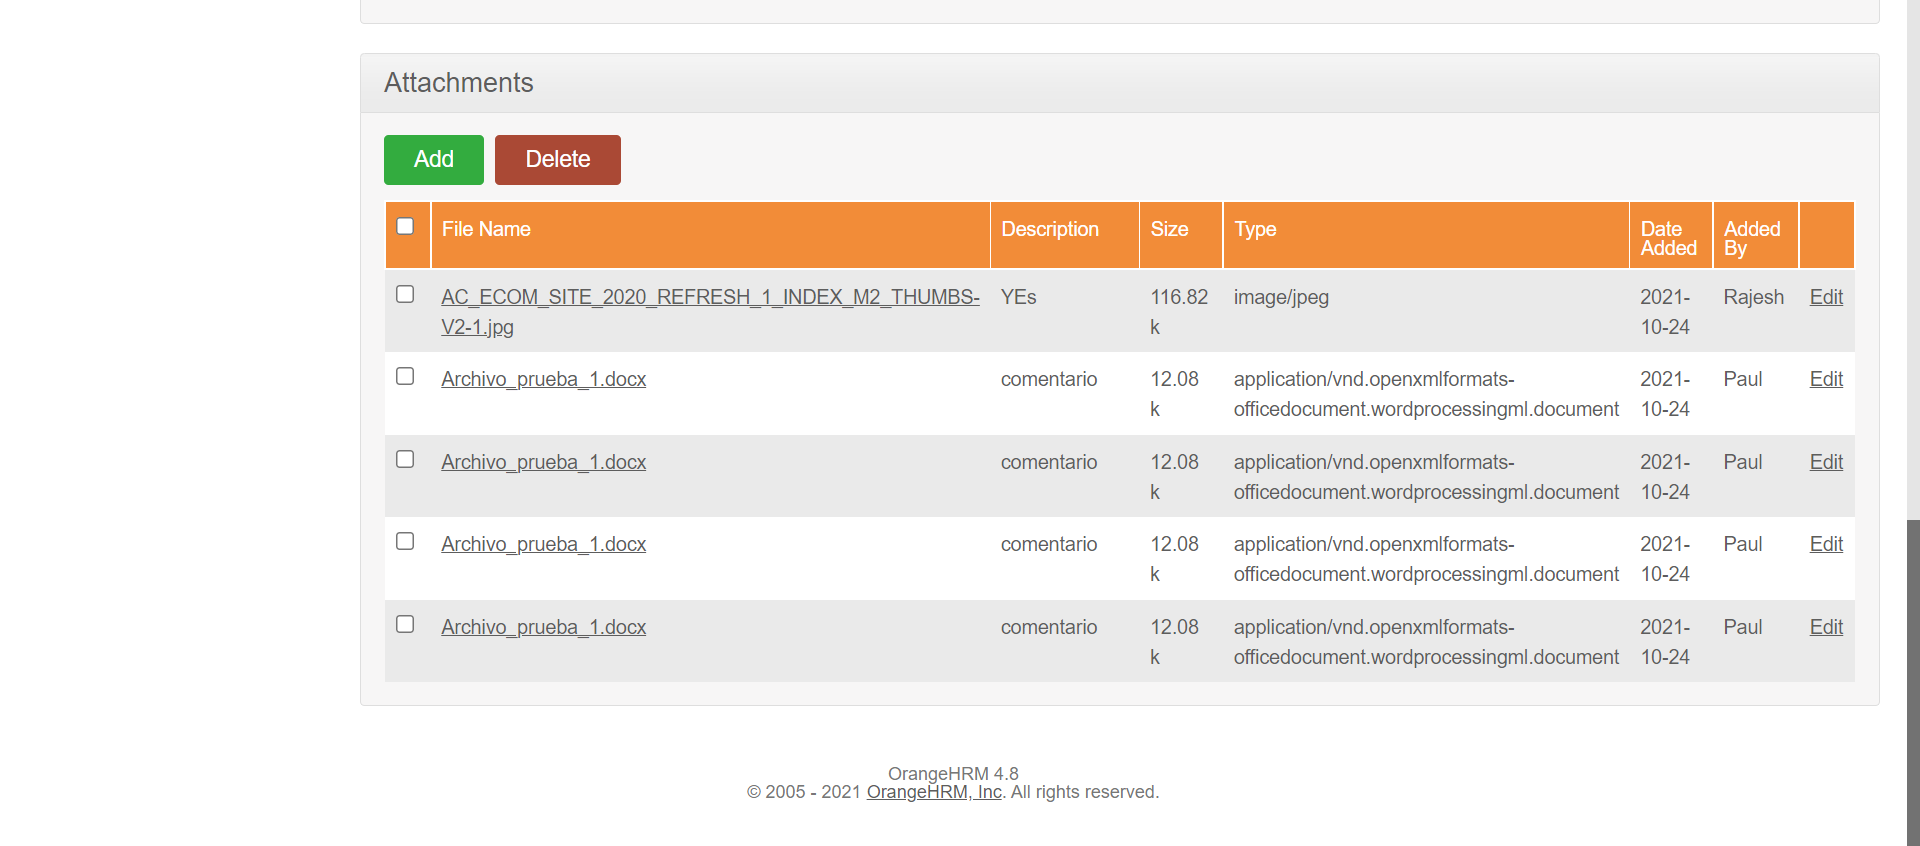 Attachments
Add Delete
File Name Description Size Type Date Added Added By
AC_ECOM_SITE_2020_REFRESH_1_INDEX_M2_THUMBS-V2-1.jpg YEs 116.82 k image/jpeg 2021-10-24 Rajesh Edit
Archivo_prueba_1.docx comentario 12.08 k application/vnd.openxmlformats-officedocument.wordprocessingml.document 2021-10-24 Paul Edit
Archivo_prueba_1.docx comentario 12.08 k application/vnd.openxmlformats-officedocument.wordprocessingml.document 2021-10-24 Paul Edit
Archivo_prueba_1.docx comentario 12.08 k application/vnd.openxmlformats-officedocument.wordprocessingml.document 2021-10-24 Paul Edit
Archivo_prueba_1.docx comentario 12.08 k application/vnd.openxmlformats-officedocument.wordprocessingml.document 2021-10-24 Paul Edit
OrangeHRM 4.8
© 2005 - 2021 OrangeHRM, Inc. All rights reserved.